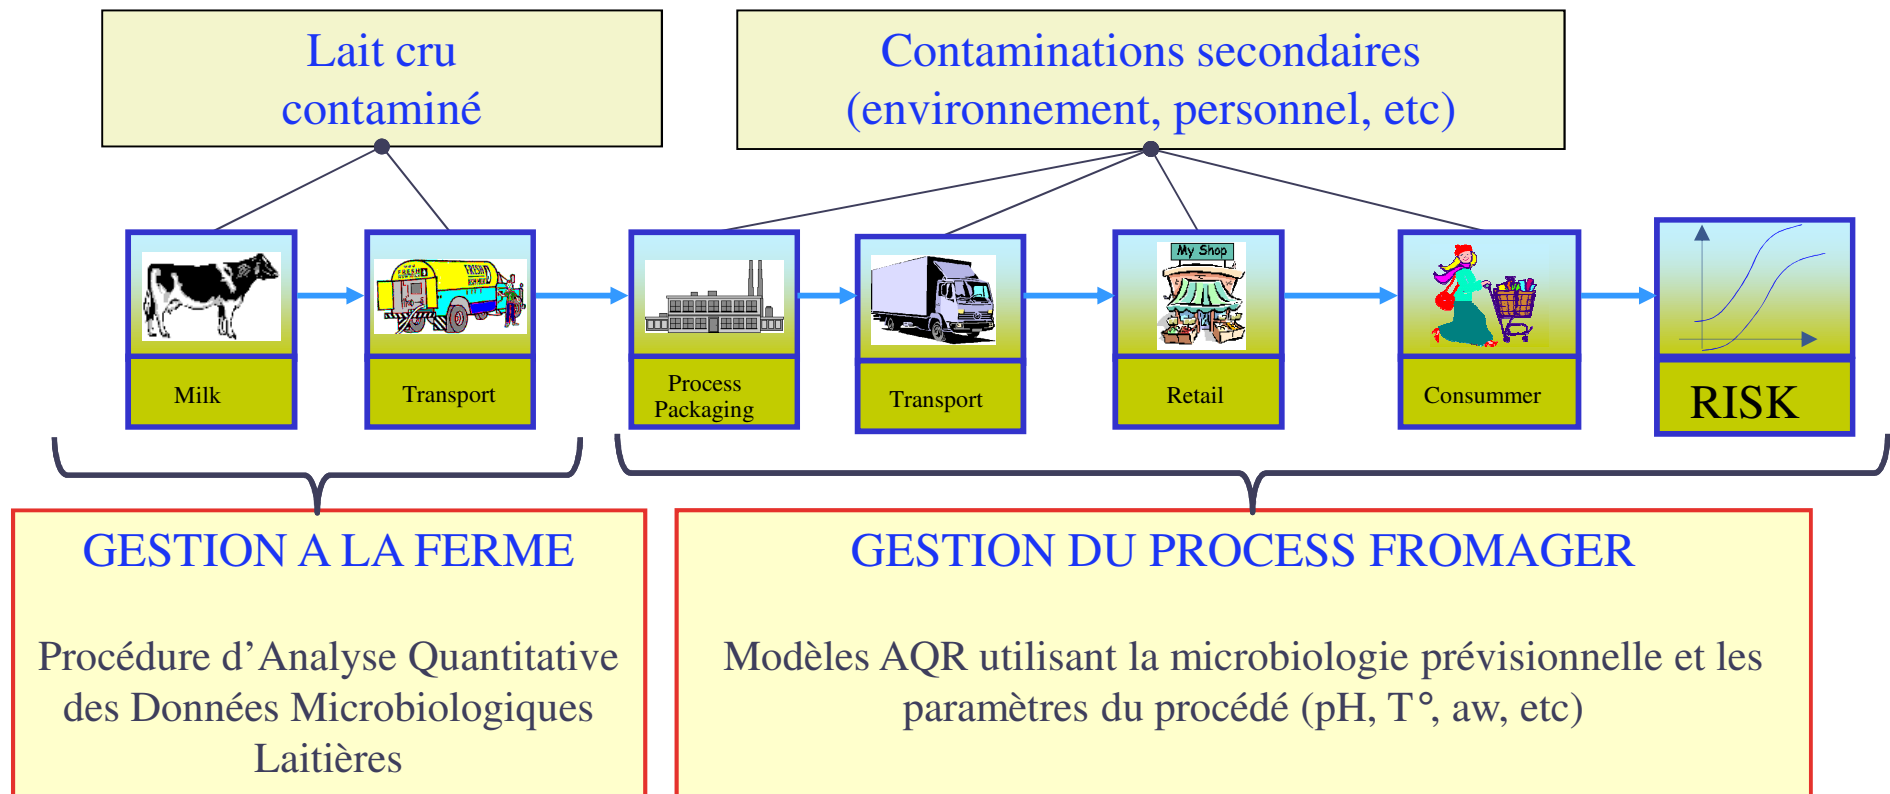 Lait cru
contaminé
Contaminations secondaires
(environnement, personnel, etc)
My Shop
FRESH
FRESH
Milk
Transport
Process
Packaging
Transport
Retail
Consummer
RISK
GESTION A LA FERME
Procédure d’Analyse Quantitative
des Données Microbiologiques
Laitières
GESTION DU PROCESS FROMAGER
Modèles AQR utilisant la microbiologie prévisionnelle et les
paramètres du procédé (pH, T°, aw, etc)